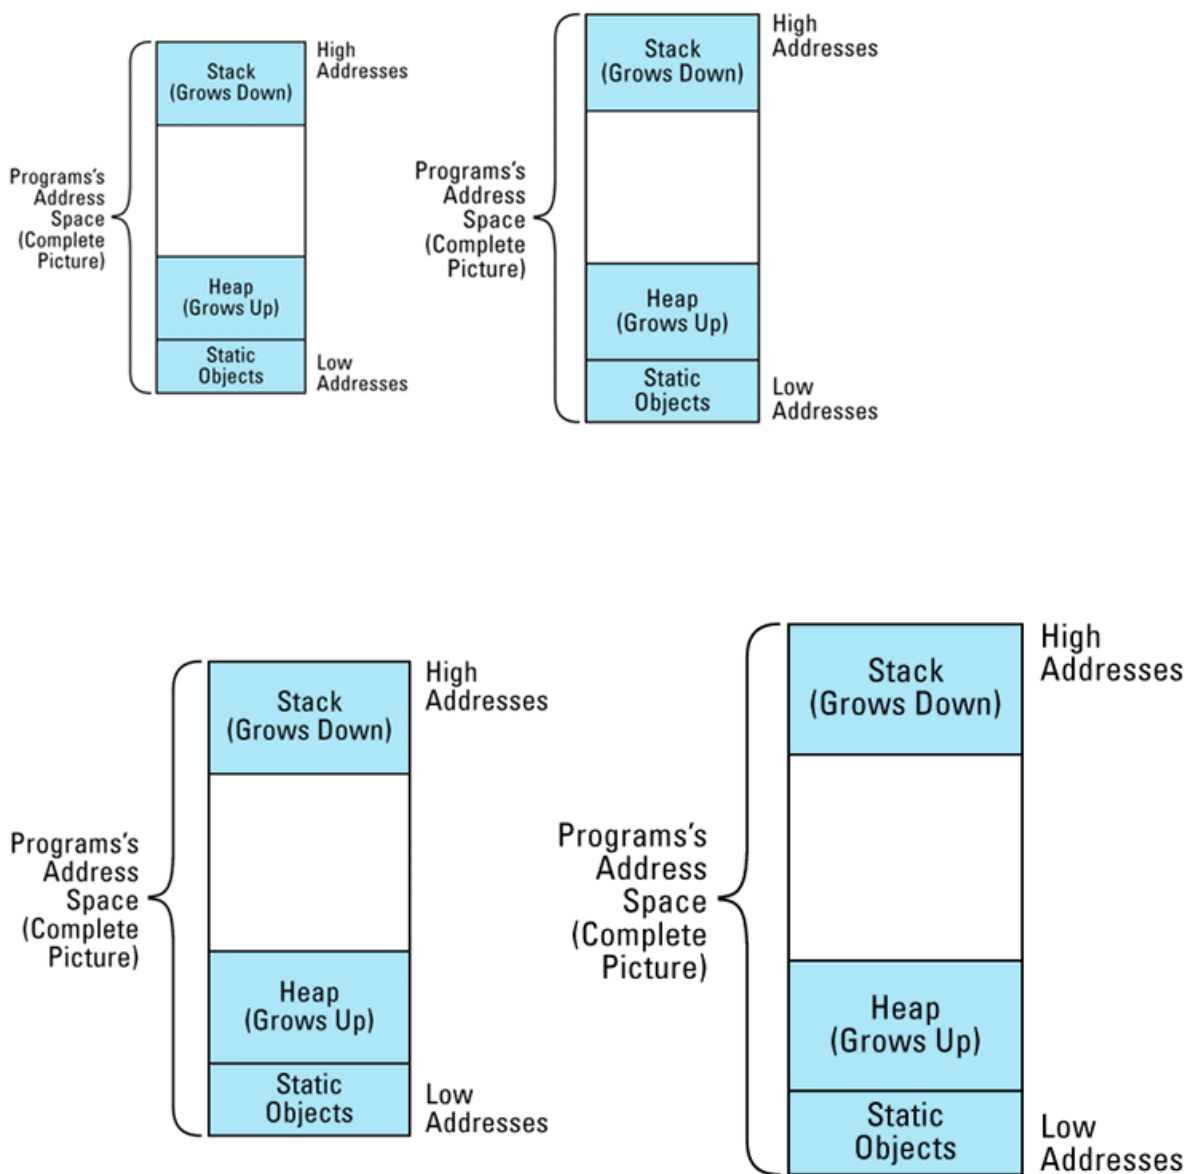 High
Addresses
Stack
(Grows Down)
Programs's
Address
Space
(Complete
Picture)
Heap
(Grows Up)
Static
Objects
Low
Addresses
High
Addresses
Stack
(Grows Down)
Programs's
Address
Space
(Complete
Picture)
Heap
(Grows Up)
Static
Objects
Low
Addresses
High
Addresses
Stack
(Grows Down)
Programs's
Address
Space
(Complete
Picture)
Heap
(Grows Up)
Static
Objects
Low
Addresses
High
Addresses
Stack
(Grows Down)
Programs's
Address
Space
(Complete
Picture)
Heap
(Grows Up)
Static
Objects
Low
Addresses